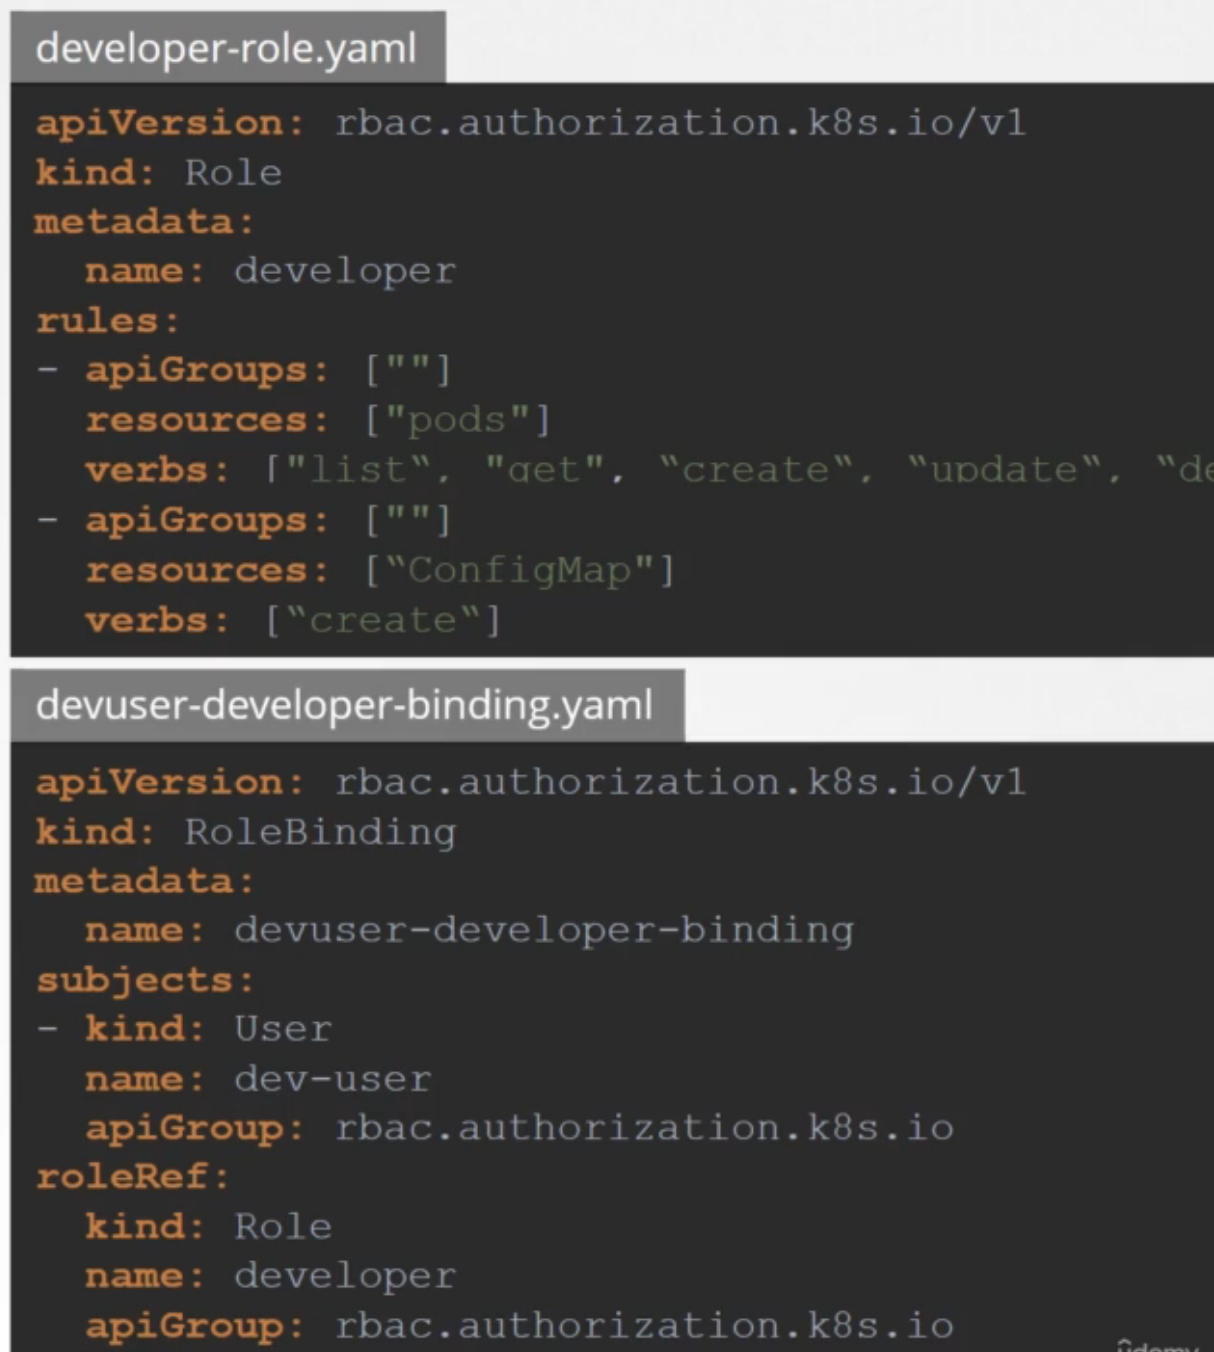 developer-role.yaml
apiVersion: rbac.authorization.k8s.io/v1
kind: Role
metadata:
  name: developer
rules:
- apiGroups: [""]
  resources: ["pods"]
  verbs: ["list“, "get", “create“, “update“, “de
- apiGroups: [""]
  resources: [“ConfigMap"]
  verbs: [“create“]
devuser-developer-binding.yaml
apiVersion: rbac.authorization.k8s.io/v1
kind: RoleBinding
metadata:
  name: devuser-developer-binding
subjects:
- kind: User
  name: dev-user
  apiGroup: rbac.authorization.k8s.io
roleRef:
  kind: Role
  name: developer
  apiGroup: rbac.authorization.k8s.io
ûdemy